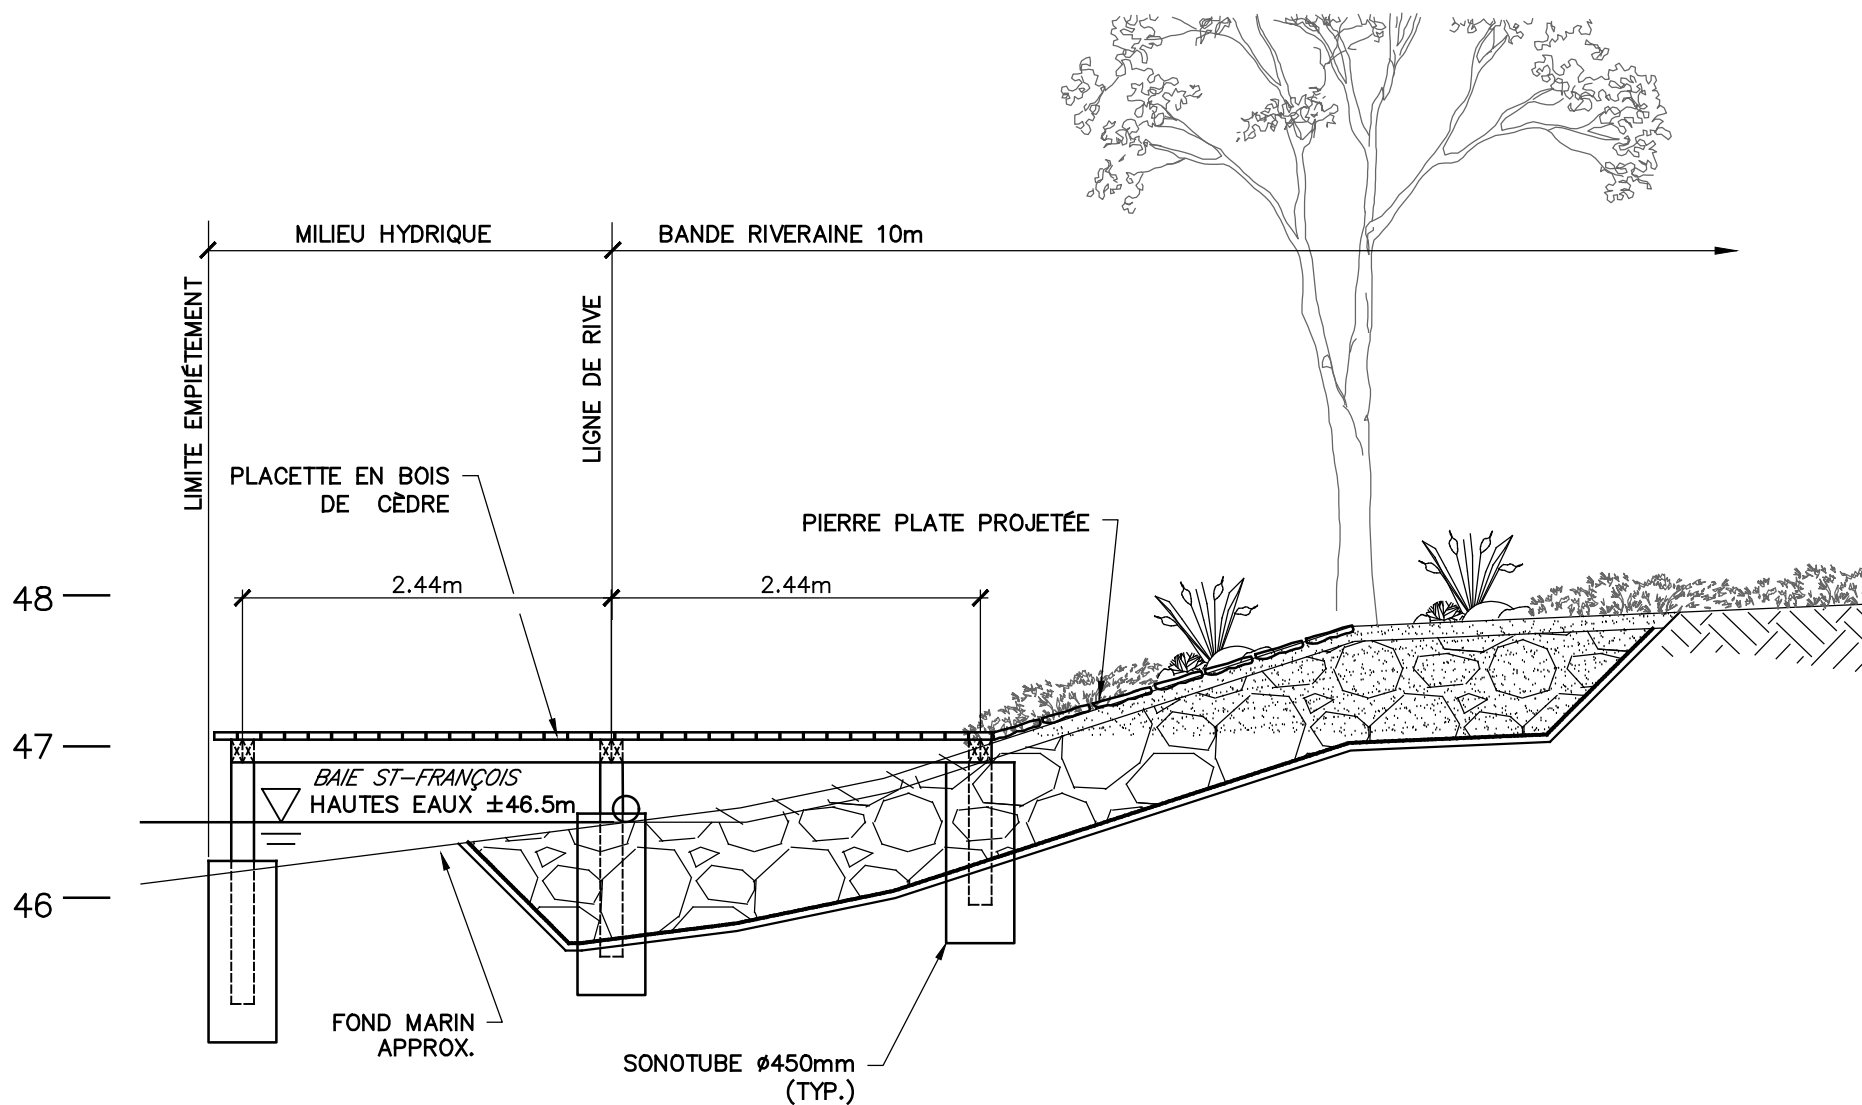 MILIEU HYDRIQUE
BANDE RIVERAINE 10m
LIMITE EMPIÉTEMENT
LIGNE DE RIVE
PLACETTE EN BOIS
DE CÈDRE
PIERRE PLATE PROJETÉE
2.44m
2.44m
48
47
46
BAIE ST-FRANÇOIS
HAUTES EAUX ±46.5m
FOND MARIN
APPROX.
SONOTUBE ø450mm
(TYP.)